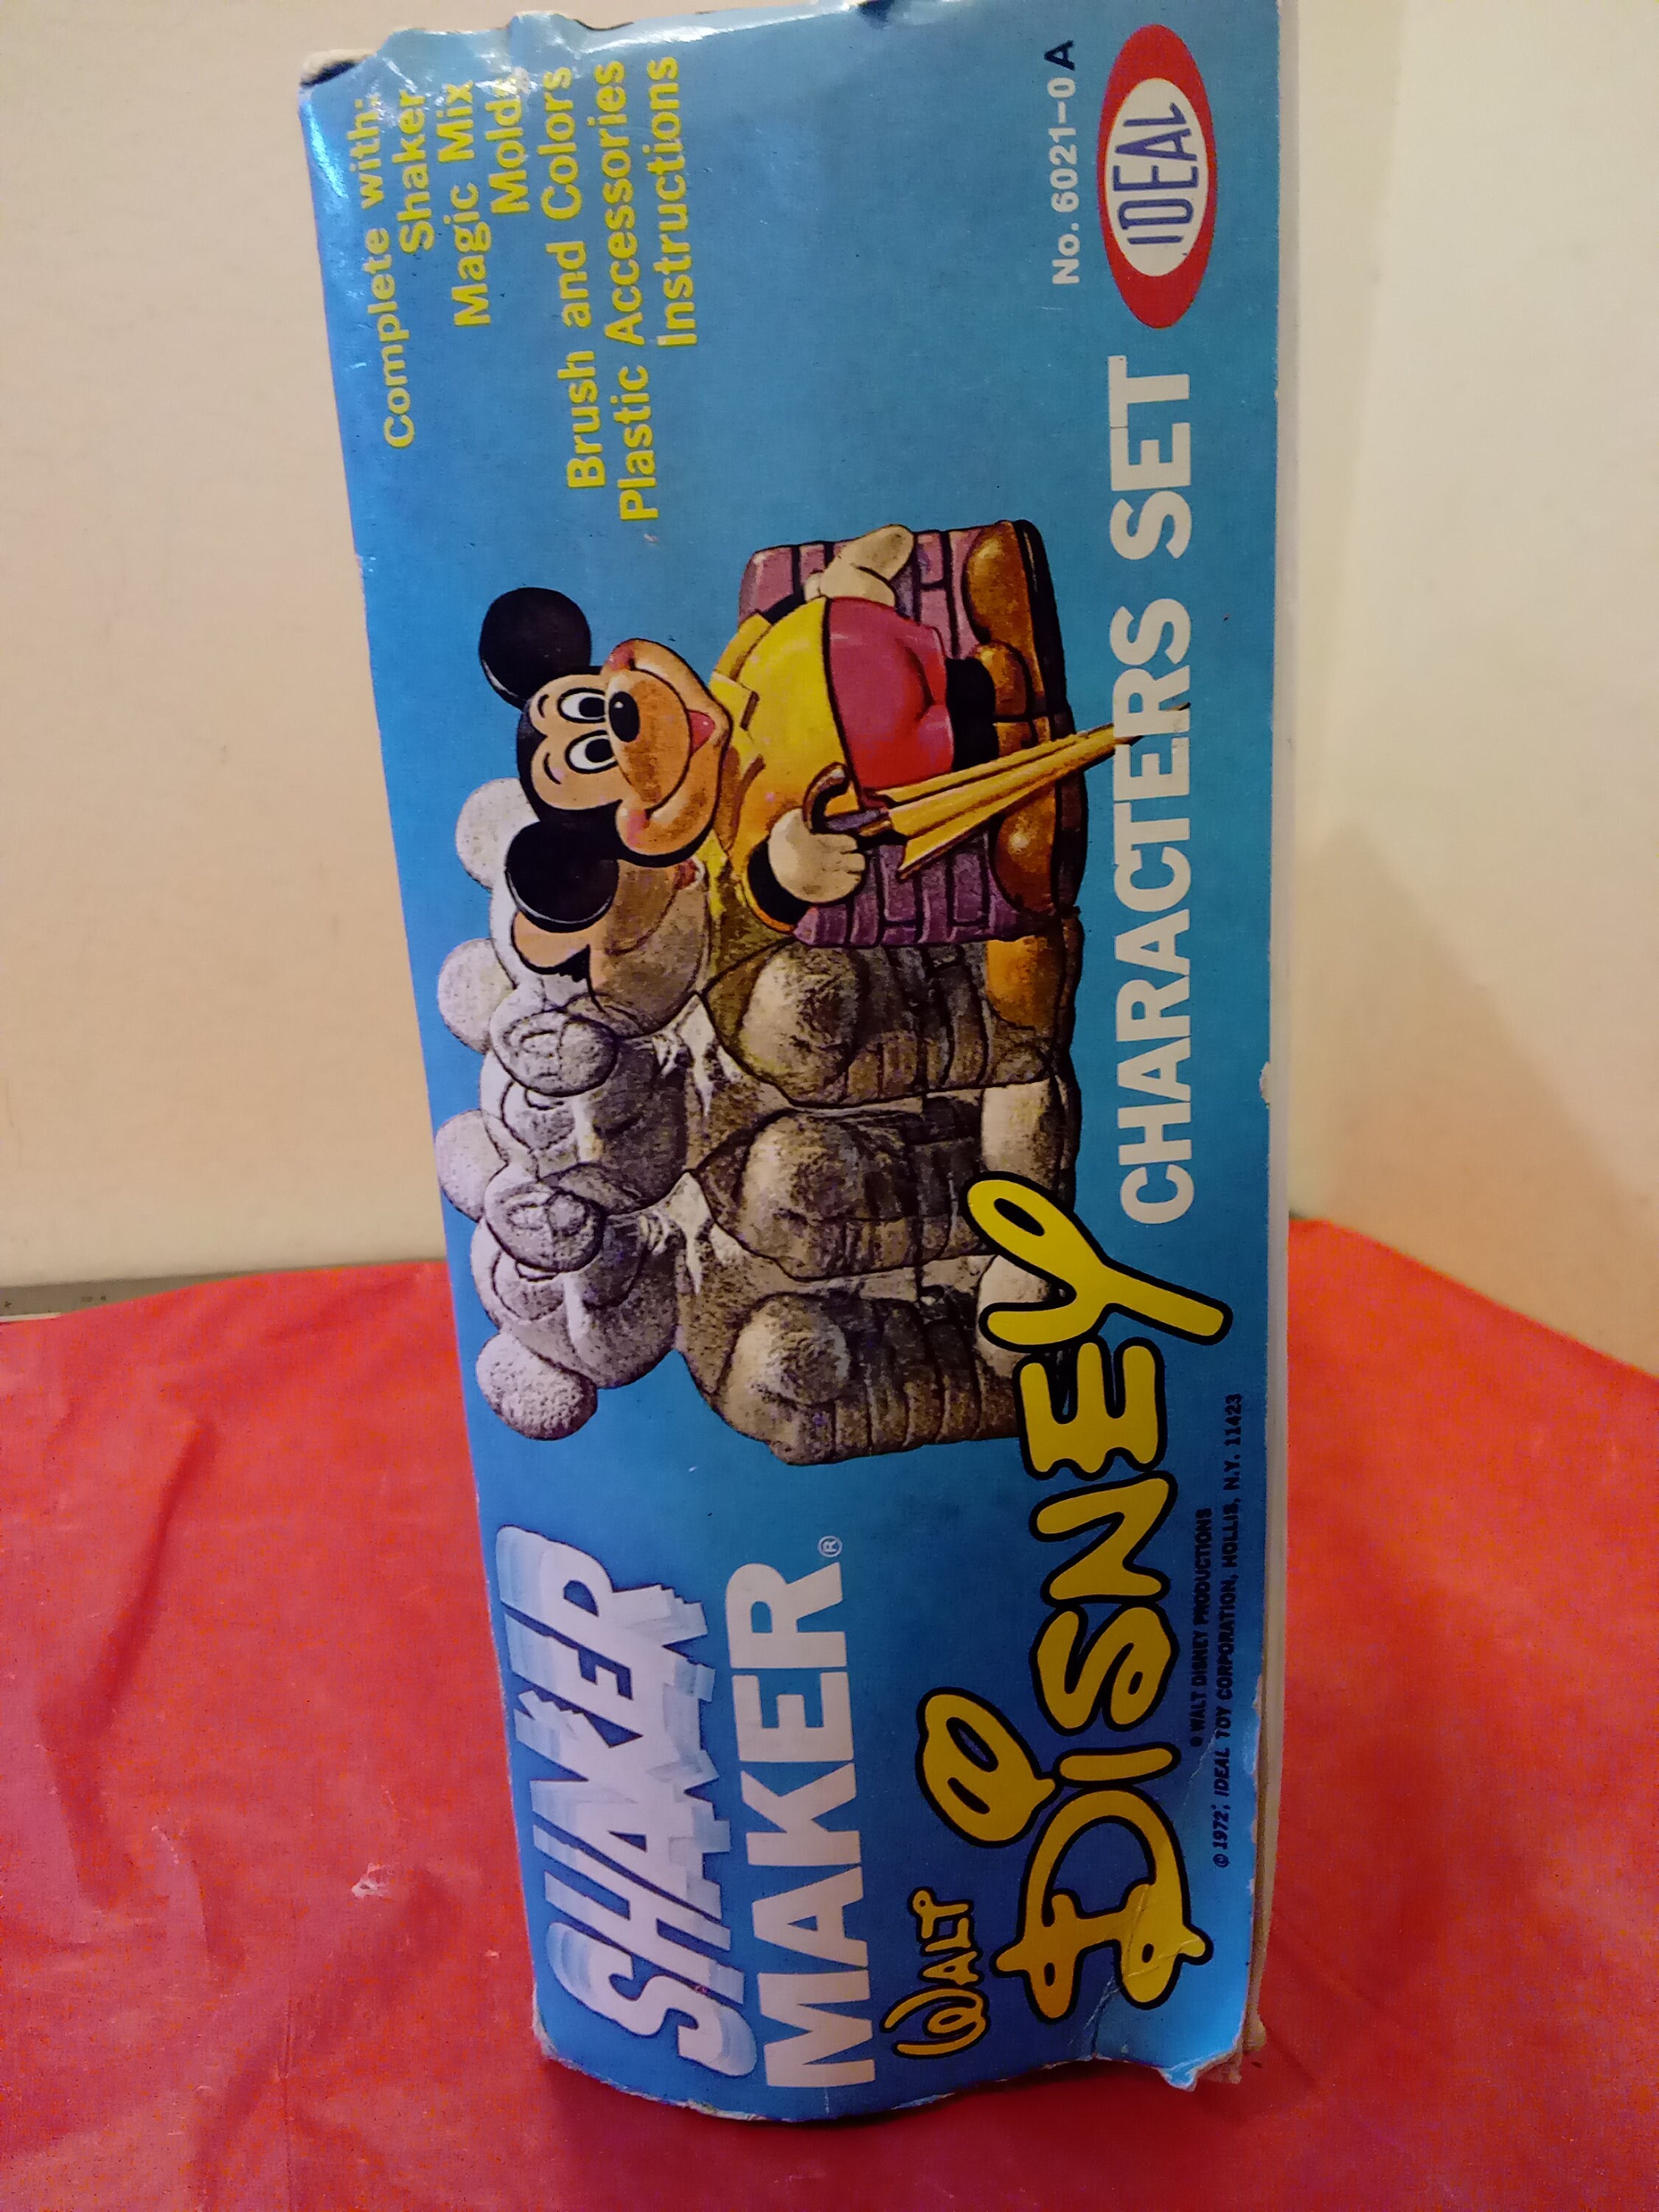 SHAKER
MAKER®
WALT
DISNEY
CHARACTERS SET
Complete with:
Shaker
Magic Mix
Molds
Brush and Colors
Plastic Accessories
Instructions
No. 6021-0 A
IDEAL
© WALT DISNEY PRODUCTIONS
© 1972, IDEAL TOY CORPORATION, HOLLIS, N.Y. 11423